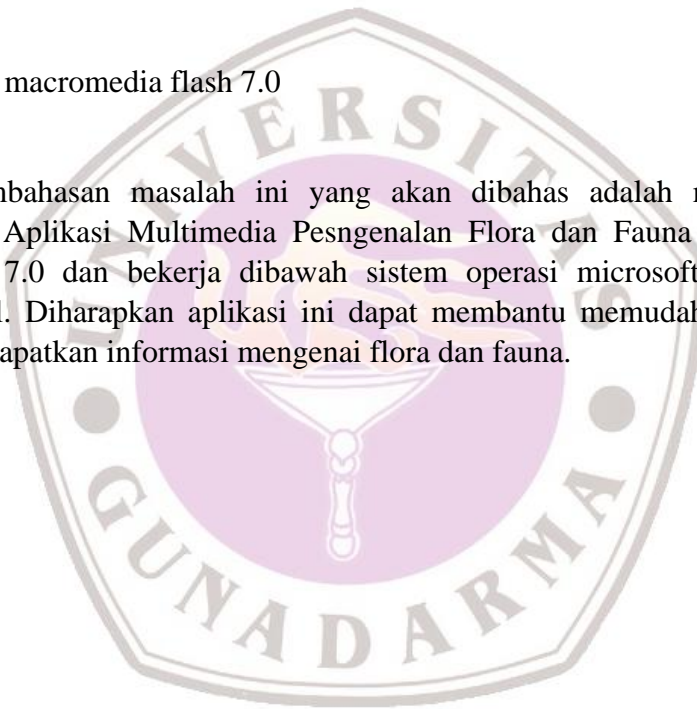 macromedia flash 7.0
mbahasan masalah ini yang akan dibahas adalah
Aplikasi Multimedia Pesngenalan Flora dan Fauna
7.0 dan bekerja dibawah sistem operasi microsoft
. Diharapkan aplikasi ini dapat membantu memudah
apatkan informasi mengenai flora dan fauna.
UNIVERSITAS
GUNADARMA